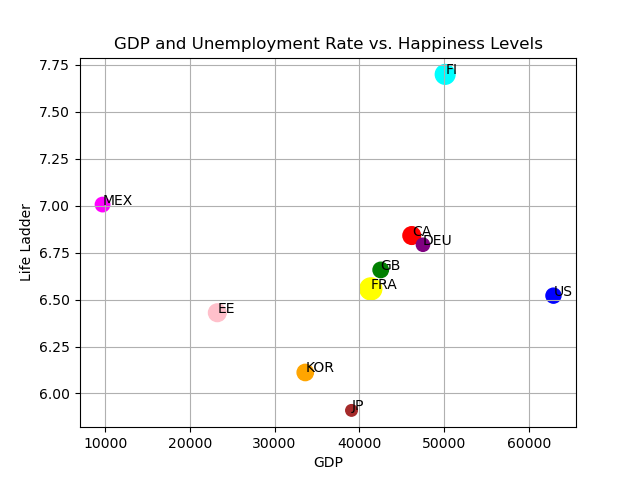 GDP and Unemployment Rate vs. Happiness Levels
7.75
7.50
7.25
7.00
6.75
6.50
6.25
6.00
Life Ladder
FI
MEX
CA
DEU
GB
FRA
US
EE
KOR
JP
10000
20000
30000
40000
50000
60000
GDP